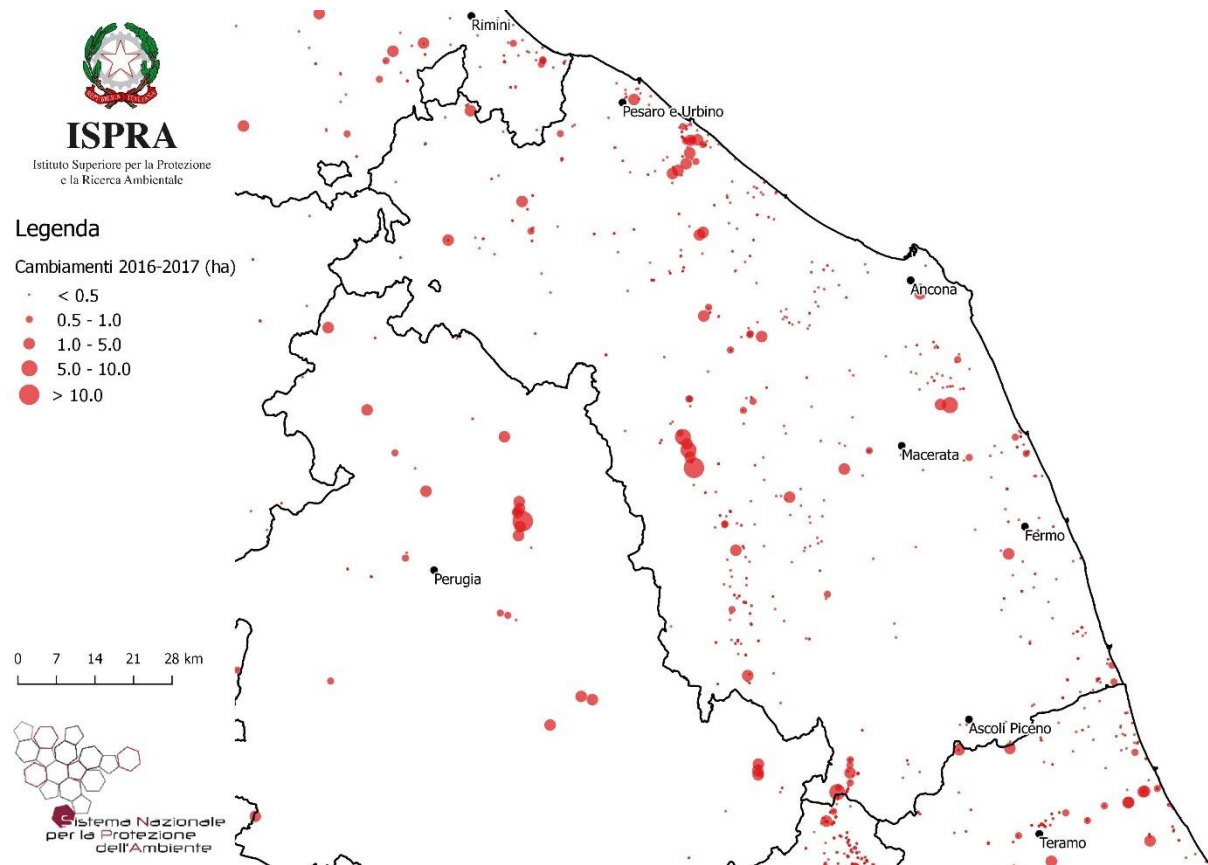 REPVBBLICA ITALIANA
ISPRA
Istituto Superiore per la Protezione
e la Ricerca Ambientale
Legenda
Cambiamenti 2016-2017 (ha)
< 0.5
0.5 - 1.0
1.0 - 5.0
5.0 - 10.0
> 10.0
0 7 14 21 28 km
Sistema Nazionale
per la Protezione
dell'Ambiente
Rimini
Pesaro e Urbino
Ancona
Macerata
Fermo
Perugia
Ascoli Piceno
Teramo